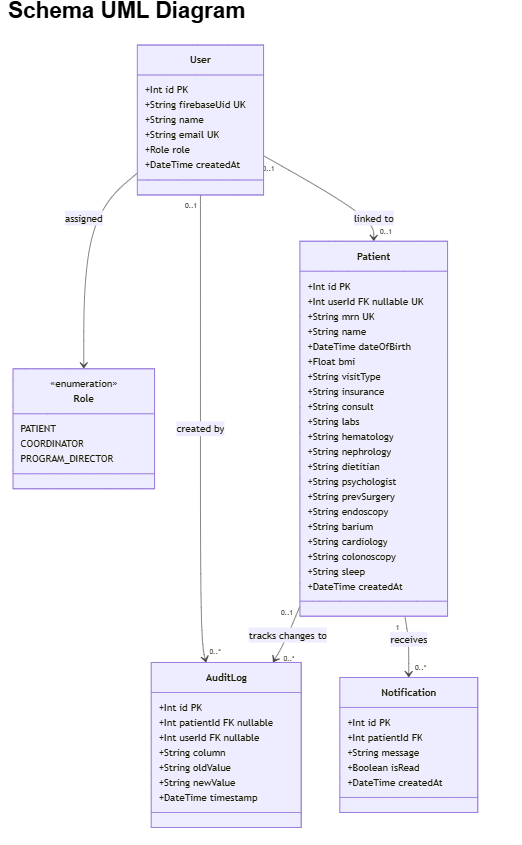 Schema UML Diagram
User
+Int id PK
+String firebaseUid UK
+String name
+String email UK
+Role role
+DateTime createdAt
0..1
0..1
assigned
linked to
0..1
Patient
+Int id PK
+Int userId FK nullable UK
+String mrn UK
+String name
+DateTime dateOfBirth
+Float bmi
+String visitType
+String insurance
+String consult
+String labs
+String hematology
+String nephrology
+String dietitian
+String psychologist
+String prevSurgery
+String endoscopy
+String barium
+String cardiology
+String colonoscopy
+String sleep
+DateTime createdAt
«enumeration»
Role
PATIENT
COORDINATOR
PROGRAM_DIRECTOR
created by
0..1
1
tracks changes to
receives
0..*
0..*
0..*
AuditLog
+Int id PK
+Int patientId FK nullable
+Int userId FK nullable
+String column
+String oldValue
+String newValue
+DateTime timestamp
Notification
+Int id PK
+Int patientId FK
+String message
+Boolean isRead
+DateTime createdAt